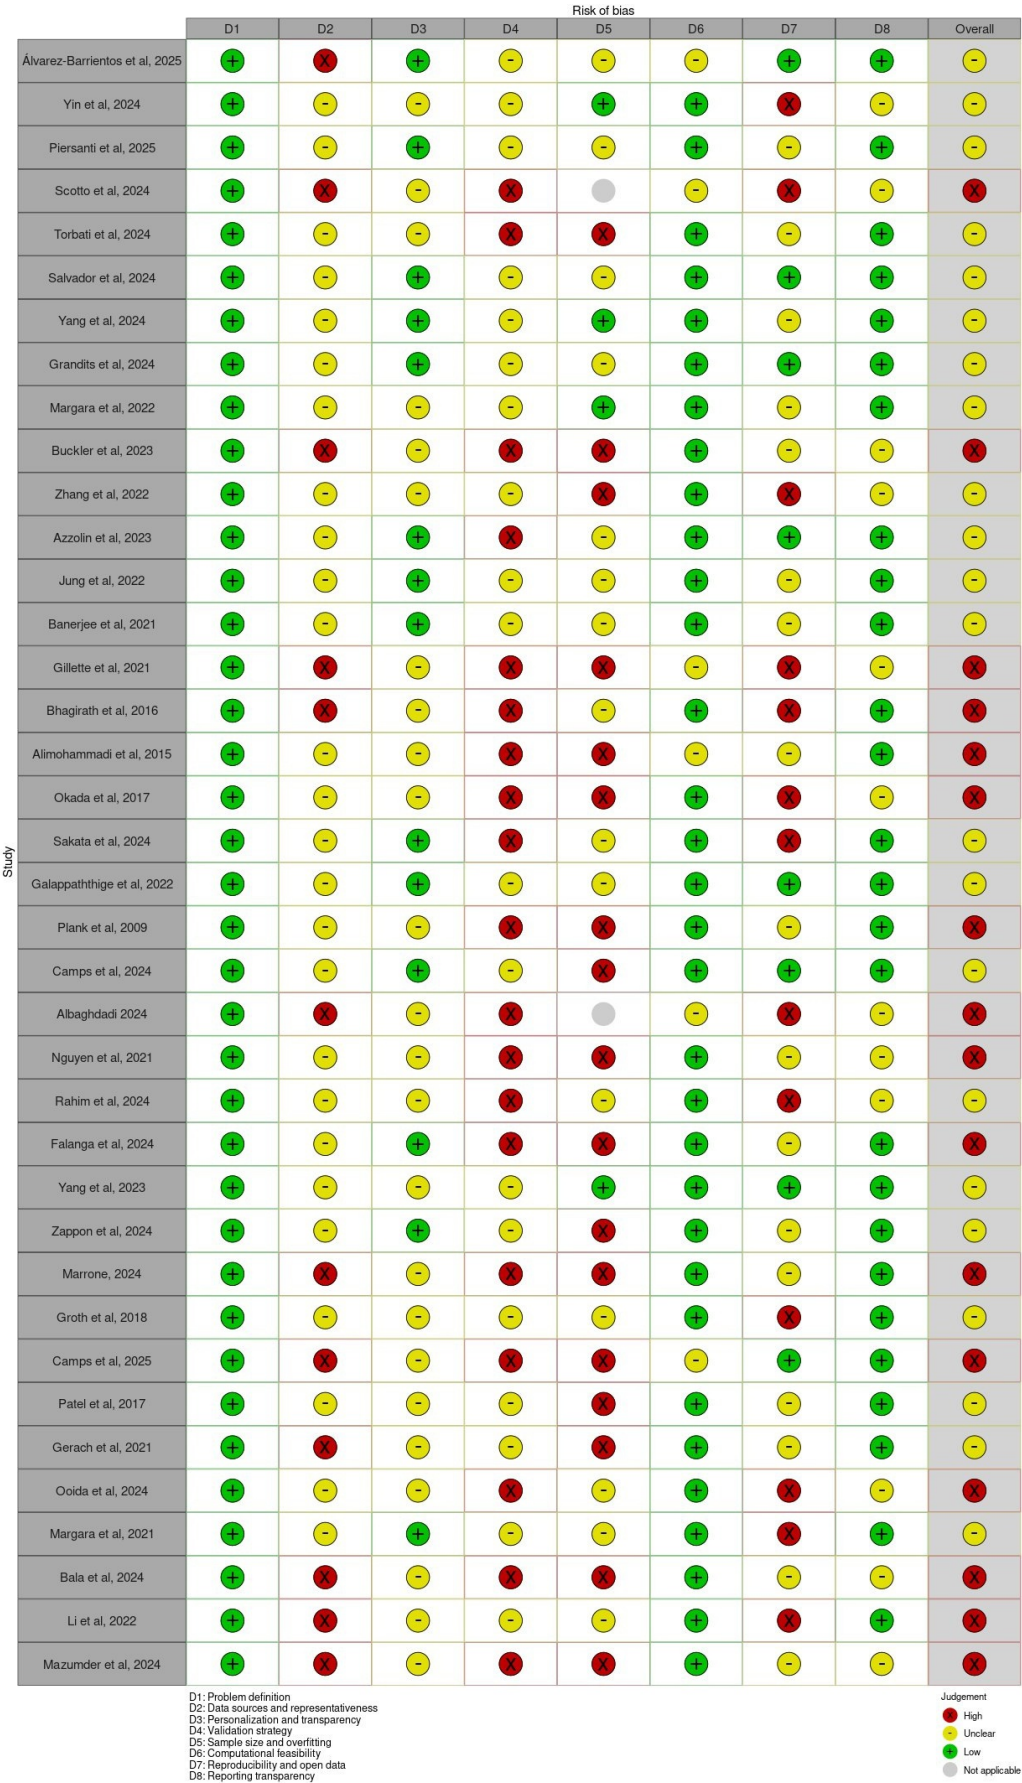 Risk of bias
D1 D2 D3 D4 D5 D6 D7 D8 Overall
Álvarez-Barrientos et al, 2025 + X + - - - + + -
Yin et al, 2024 + - - - + + X - -
Piersanti et al, 2025 + - + - - + - + -
Scotto et al, 2024 + X - X - X - X
Torbati et al, 2024 + - - X X + - + -
Salvador et al, 2024 + - + - - + + + -
Yang et al, 2024 + - + - + + - + -
Grandits et al, 2024 + - + - - + + + -
Margara et al, 2022 + - - - + + - + -
Buckler et al, 2023 + X - X X + - - X
Zhang et al, 2022 + - - - X + X - -
Azzolin et al, 2023 + - + X - + + + -
Jung et al, 2022 + - + - - + - + -
Banerjee et al, 2021 + - + - - + - + -
Gillette et al, 2021 + X - X X - X - X
Bhagirath et al, 2016 + X - X - + X + X
Alimohammadi et al, 2015 + - - X X - - + X
Okada et al, 2017 + - - X X + X - X
Sakata et al, 2024 + - + X - + X + -
Study
Galappaththige et al, 2022 + - + - - + + + -
Plank et al, 2009 + - - X X + - + X
Camps et al, 2024 + - + - X + + + -
Albaghdadi 2024 + X - X - X - X
Nguyen et al, 2021 + - - X X + - - X
Rahim et al, 2024 + - - X - + X - -
Falanga et al, 2024 + - + X X + - + X
Yang et al, 2023 + - - - + + + + -
Zappon et al, 2024 + - + - X + - + -
Marrone, 2024 + X - X X + - + X
Groth et al, 2018 + - - - - + X + -
Camps et al, 2025 + X - X X - + + X
Patel et al, 2017 + - - - X + - + -
Gerach et al, 2021 + X - - X + - + -
Ooida et al, 2024 + - - X - + X - X
Margara et al, 2021 + - + - - + X + -
Bala et al, 2024 + X - X X + - - X
Li et al, 2022 + X - - - + X + X
Mazumder et al, 2024 + X - X X + - - X
D1: Problem definition
D2: Data sources and representativeness
D3: Personalization and transparency
D4: Validation strategy
D5: Sample size and overfitting
D6: Computational feasibility
D7: Reproducibility and open data
D8: Reporting transparency
Judgement
X High
- Unclear
+ Low
Not applicable